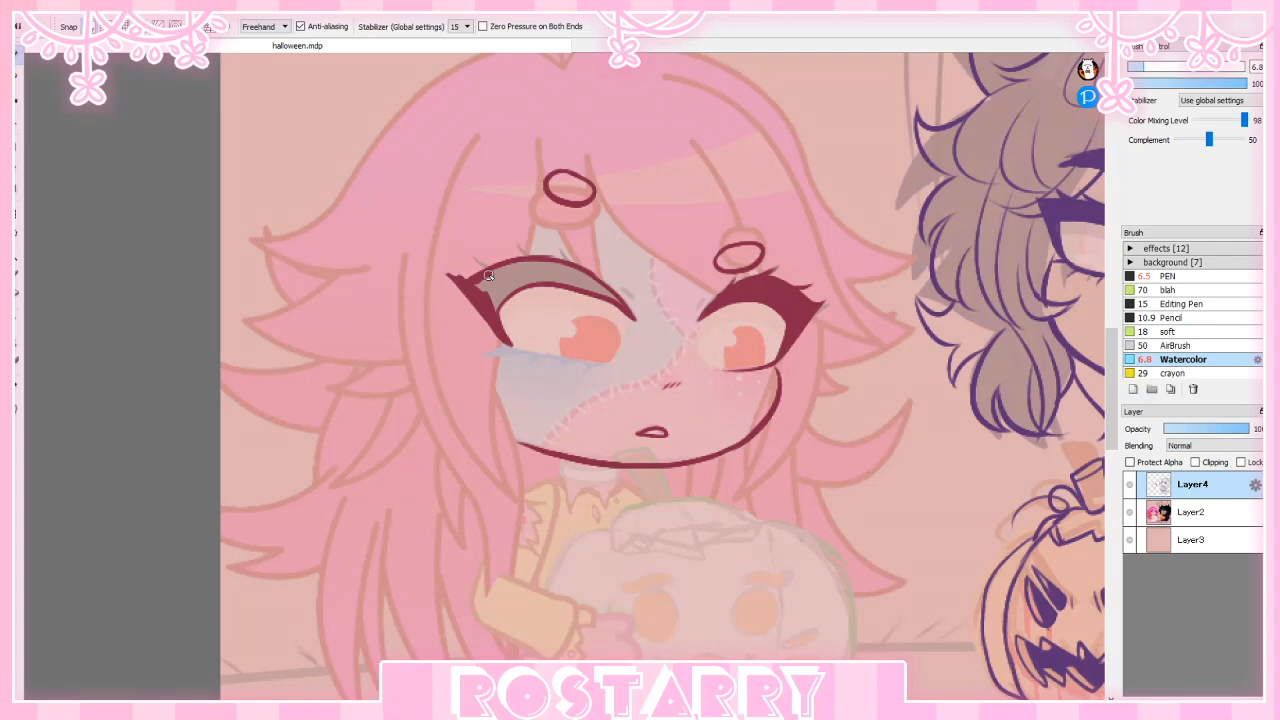 Snap
Freehand
Anti-aliasing
Stabilizer (Global settings)
15
Zero Pressure on Both Ends
halloween.mdp
6.8
100
Use global settings
Color Mixing Level
98
Complement
50
Brush
effects [12]
background [7]
6.5 PEN
70 blah
15 Editing Pen
10.9 Pencil
18 soft
50 AirBrush
6.8 Watercolor
29 crayon
Layer
Opacity
Blending Normal
Protect Alpha Clipping
Layer4
Layer2
Layer3
ROSTARRY